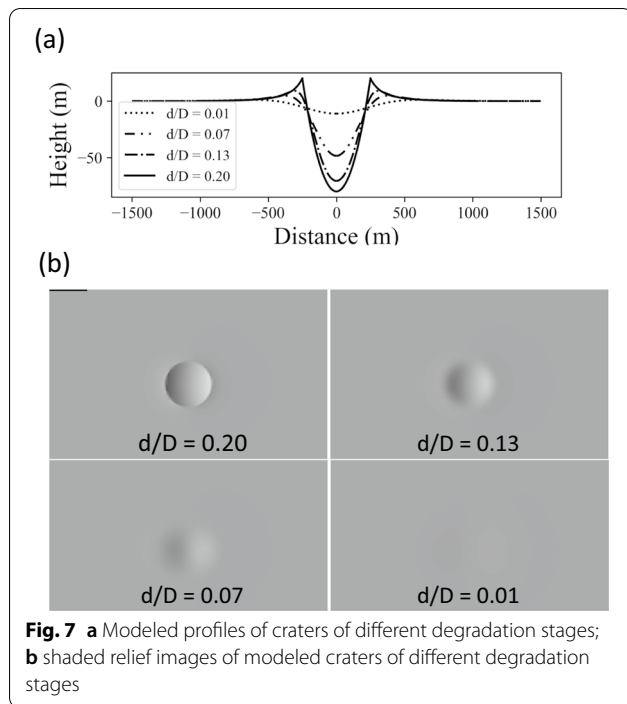 (a)
0
−50
Height (m)
d/D = 0.01
d/D = 0.07
d/D = 0.13
d/D = 0.20
−1500 −1000 −500 0 500 1000 1500
Distance (m)
(b)
d/D = 0.20
d/D = 0.13
d/D = 0.07
d/D = 0.01
Fig. 7 a Modeled profiles of craters of different degradation stages;
b shaded relief images of modeled craters of different degradation
stages